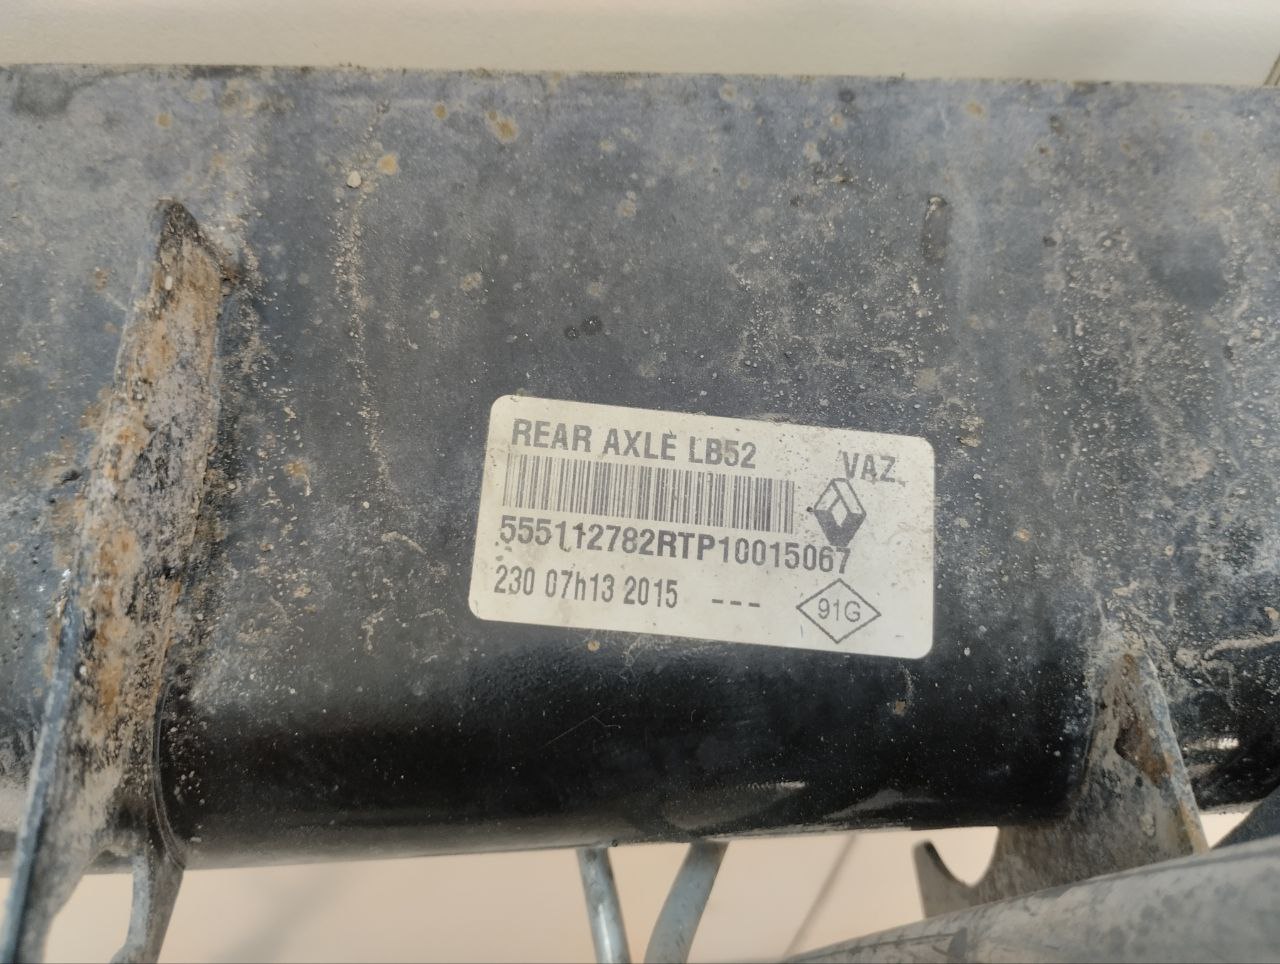 REAR AXLE LB52
VAZ
555112782RTP10015067
230 07h13 2015 ---
91G